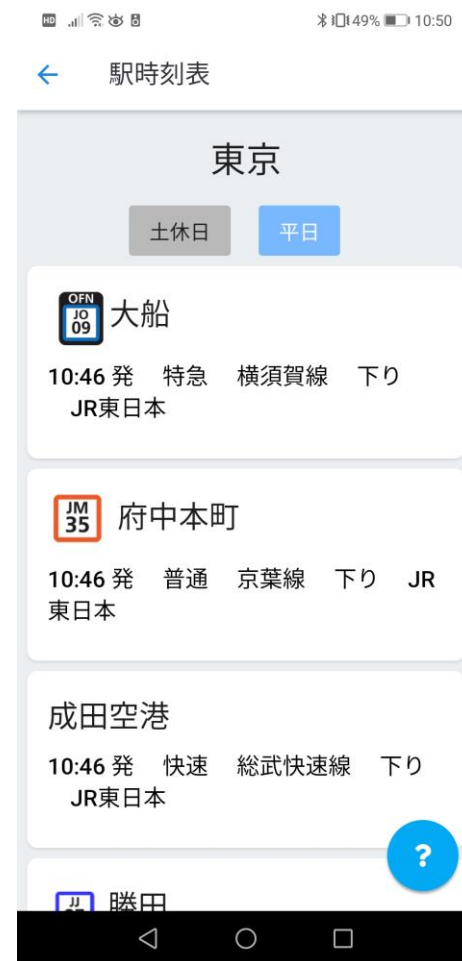 HD 49% 10:50
駅時刻表
東京
土休日 平日
OFN
JO
09
大船
10:46 発 特急 横須賀線 下り
JR東日本
JM
35
府中本町
10:46 発 普通 京葉線 下り JR
東日本
成田空港
10:46 発 快速 総武快速線 下り
JR東日本
?
JJ
勝田